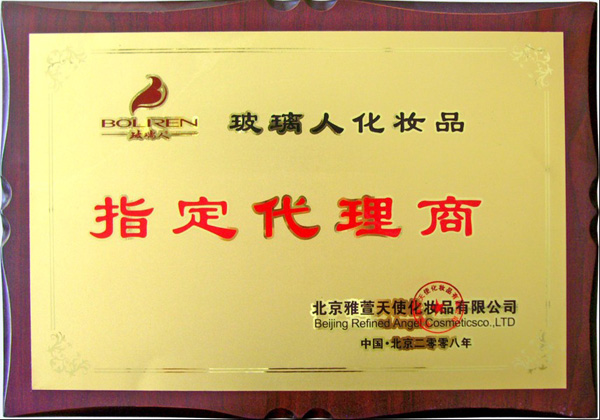 BOLIREN
玻璃人
玻璃人化妆品
指定代理商
北京雅萱天使化妆品有限公司
Beijing Refined Angel Cosmeticsco.,LTD
中国·北京二零零八年